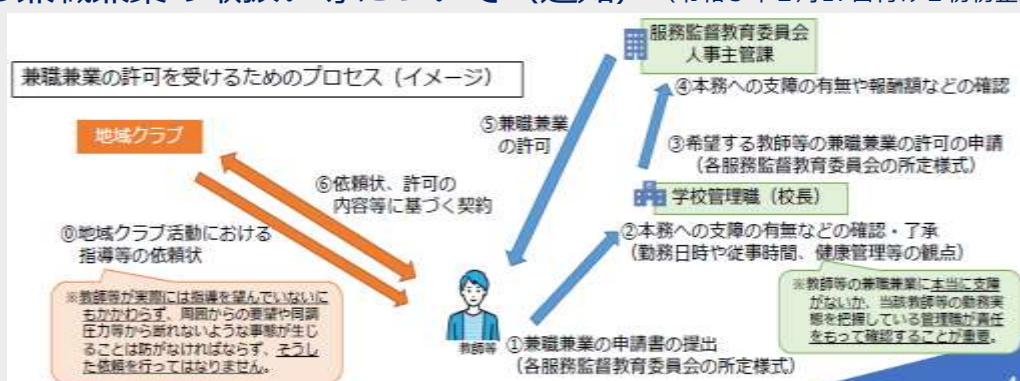 兼職兼業の許可を受けるためのプロセス（イメージ）
服務監督教育委員会
人事主管課
④本務への支障の有無や報酬額などの確認
地域クラブ
⑤兼職兼業
の許可
③希望する教師等の兼職兼業の許可の申請
（各服務監督教育委員会の所定様式）
⑥依頼状、許可の
内容等に基づく契約
学校管理職（校長）
⓪地域クラブ活動における
指導等の依頼状
②本務への支障の有無などの確認・了承
（勤務日時や従事時間、健康管理等の観点）
※教師等が実際には指導を望んでいないに
もかかわらず、周囲からの要望や同調
圧力等から断れないような事態が生じ
ることは防がなければならず、そうし
た依頼を行ってはなりません。
※教師等の兼職兼業に本当に支障
がないか、当該教師等の勤務実
態を把握している管理職が責任
をもって確認することが重要。
教師等
①兼職兼業の申請書の提出
（各服務監督教育委員会の所定様式）